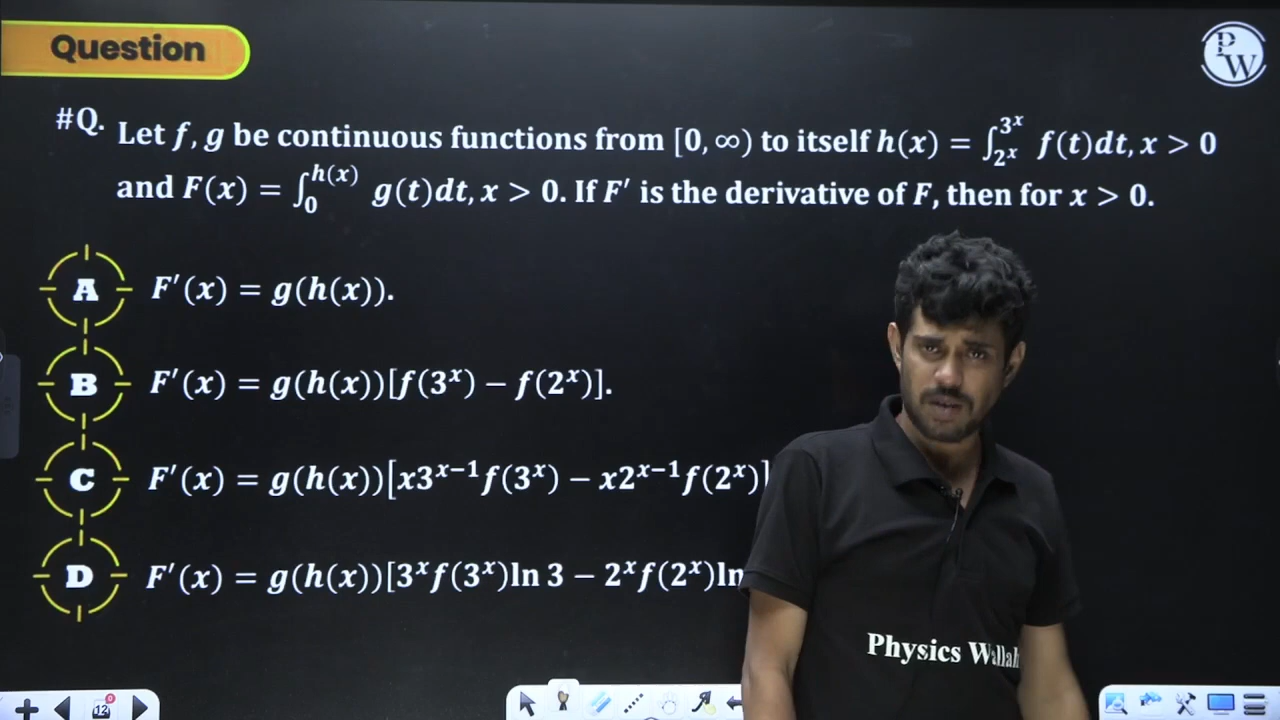 Question
PW
#Q. Let f, g be continuous functions from [0, ∞) to itself h(x) = ∫_{2^x}^{3^x} f(t)dt, x > 0
and F(x) = ∫_0^{h(x)} g(t)dt, x > 0. If F′ is the derivative of F, then for x > 0.
A F′(x) = g(h(x)).
B F′(x) = g(h(x))[f(3^x) − f(2^x)].
C F′(x) = g(h(x))[x3^{x−1}f(3^x) − x2^{x−1}f(2^x)]
D F′(x) = g(h(x))[3^x f(3^x)ln 3 − 2^x f(2^x)ln
Physics Wallah
12